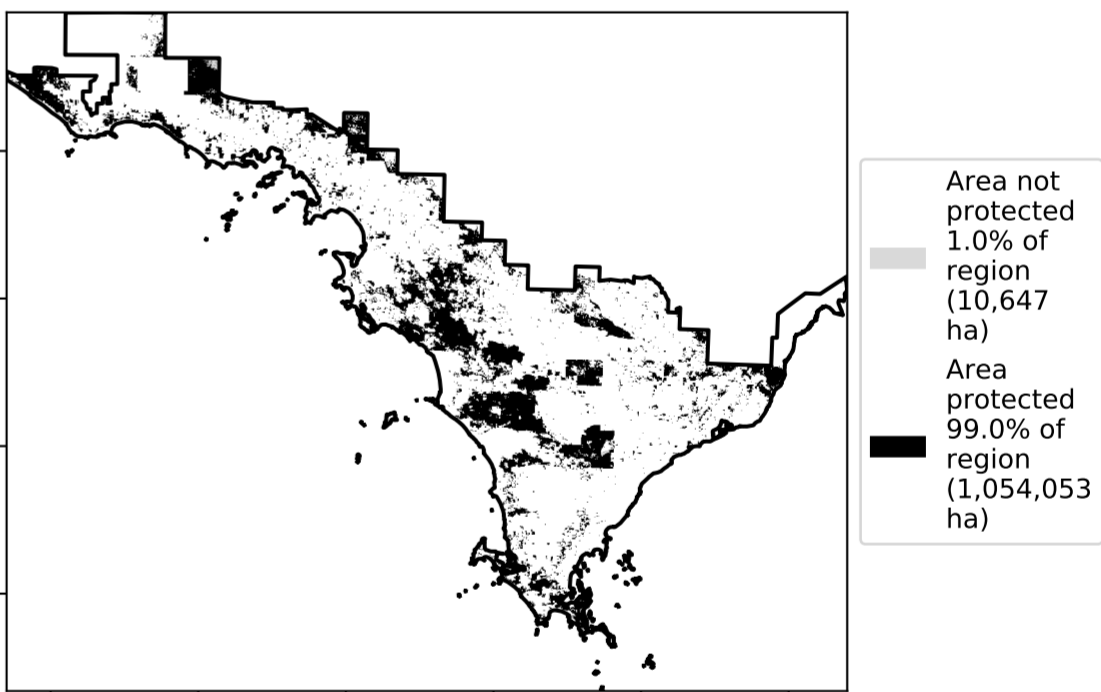 Area not
protected
1.0% of
region
(10,647
ha)
Area
protected
99.0% of
region
(1,054,053
ha)